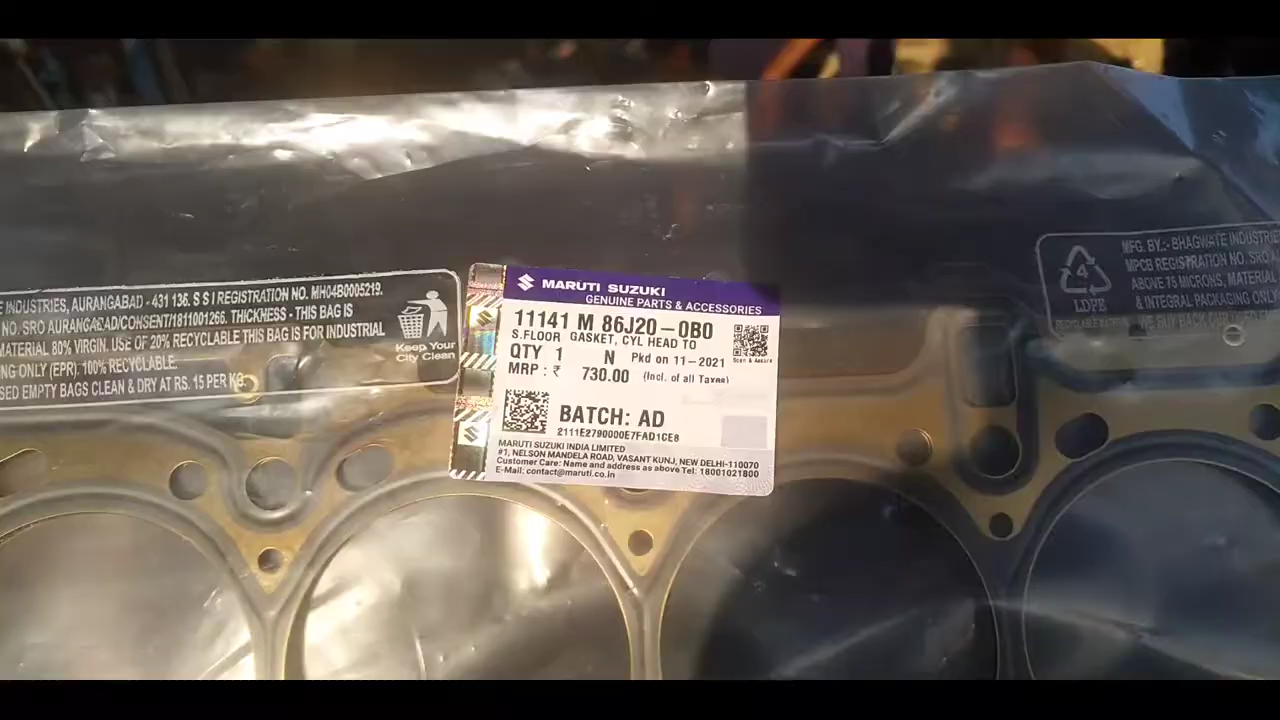 E INDUSTRIES, AURANGABAD - 431 136. S S I REGISTRATION NO. MH04B0005219.
NO. SRO AURANGABAD/CONSENT/1811001266. THICKNESS - THIS BAG IS
MATERIAL 80% VIRGIN. USE OF 20% RECYCLABLE THIS BAG IS FOR INDUSTRIAL
NG ONLY (EPR). 100% RECYCLABLE.
SED EMPTY BAGS CLEAN & DRY AT RS. 15 PER KG.
Keep Your
City Clean
MARUTI SUZUKI
GENUINE PARTS & ACCESSORIES
11141 M 86J20-0B0
S.FLOOR GASKET, CYL HEAD TO
QTY 1 N Pkd on 11-2021
MRP : ₹ 730.00 (Incl. of all Taxes)
Scan & Assure
BATCH: AD
2111E2790000E7FAD1CE8
MARUTI SUZUKI INDIA LIMITED
#1, NELSON MANDELA ROAD, VASANT KUNJ, NEW DELHI-110070
Customer Care: Name and address as above Tel: 18001021800
E-Mail: contact@maruti.co.in
4
LDPE
MFG. BY.:- BHAGWATE INDUSTRIE
MPCB REGISTRATION NO. SRO
ABOVE 75 MICRONS, MATERIAL
& INTEGRAL PACKAGING ONLY